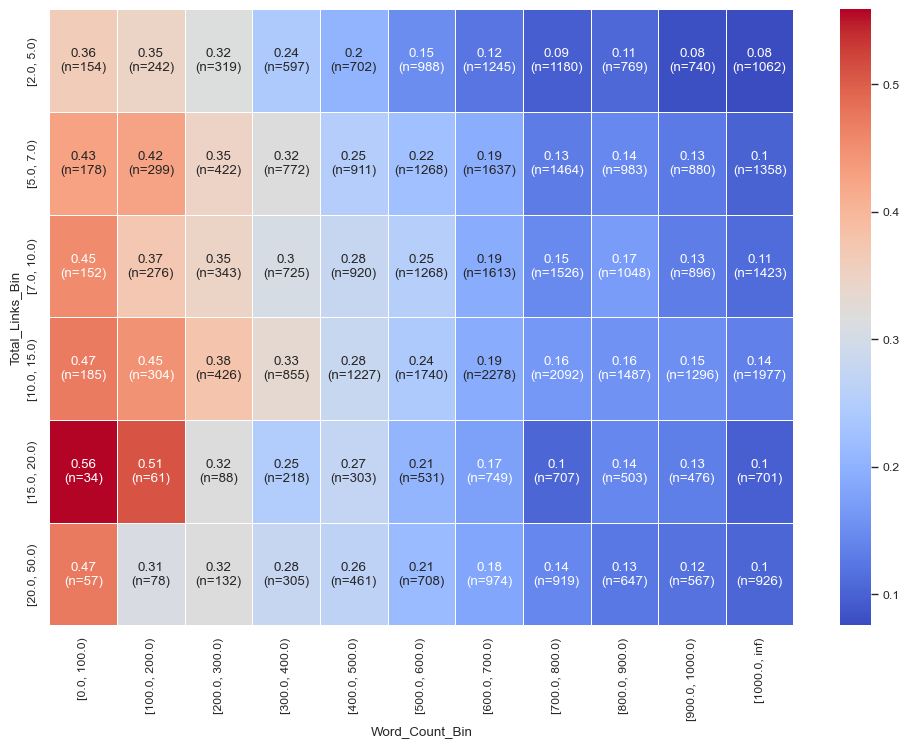 0.36 0.35 0.32 0.24 0.2 0.15 0.12 0.09 0.11 0.08 0.08
(n=154) (n=242) (n=319) (n=597) (n=702) (n=988) (n=1245) (n=1180) (n=769) (n=740) (n=1062)
[2.0, 5.0)
0.43 0.42 0.35 0.32 0.25 0.22 0.19 0.13 0.14 0.13 0.1
(n=178) (n=299) (n=422) (n=772) (n=911) (n=1268) (n=1637) (n=1464) (n=983) (n=880) (n=1358)
[5.0, 7.0)
0.45 0.37 0.35 0.3 0.28 0.25 0.19 0.15 0.17 0.13 0.11
(n=152) (n=276) (n=343) (n=725) (n=920) (n=1268) (n=1613) (n=1526) (n=1048) (n=896) (n=1423)
[7.0, 10.0)
Total_Links_Bin
0.47 0.45 0.38 0.33 0.28 0.24 0.19 0.16 0.16 0.15 0.14
(n=185) (n=304) (n=426) (n=855) (n=1227) (n=1740) (n=2278) (n=2092) (n=1487) (n=1296) (n=1977)
[10.0, 15.0)
0.56 0.51 0.32 0.25 0.27 0.21 0.17 0.1 0.14 0.13 0.1
(n=34) (n=61) (n=88) (n=218) (n=303) (n=531) (n=749) (n=707) (n=503) (n=476) (n=701)
[15.0, 20.0)
0.47 0.31 0.32 0.28 0.26 0.21 0.18 0.14 0.13 0.12 0.1
(n=57) (n=78) (n=132) (n=305) (n=461) (n=708) (n=974) (n=919) (n=647) (n=567) (n=926)
[20.0, 50.0)
[0.0, 100.0)
[100.0, 200.0)
[200.0, 300.0)
[300.0, 400.0)
[400.0, 500.0)
[500.0, 600.0)
[600.0, 700.0)
[700.0, 800.0)
[800.0, 900.0)
[900.0, 1000.0)
[1000.0, inf)
Word_Count_Bin
0.5
0.4
0.3
0.2
0.1